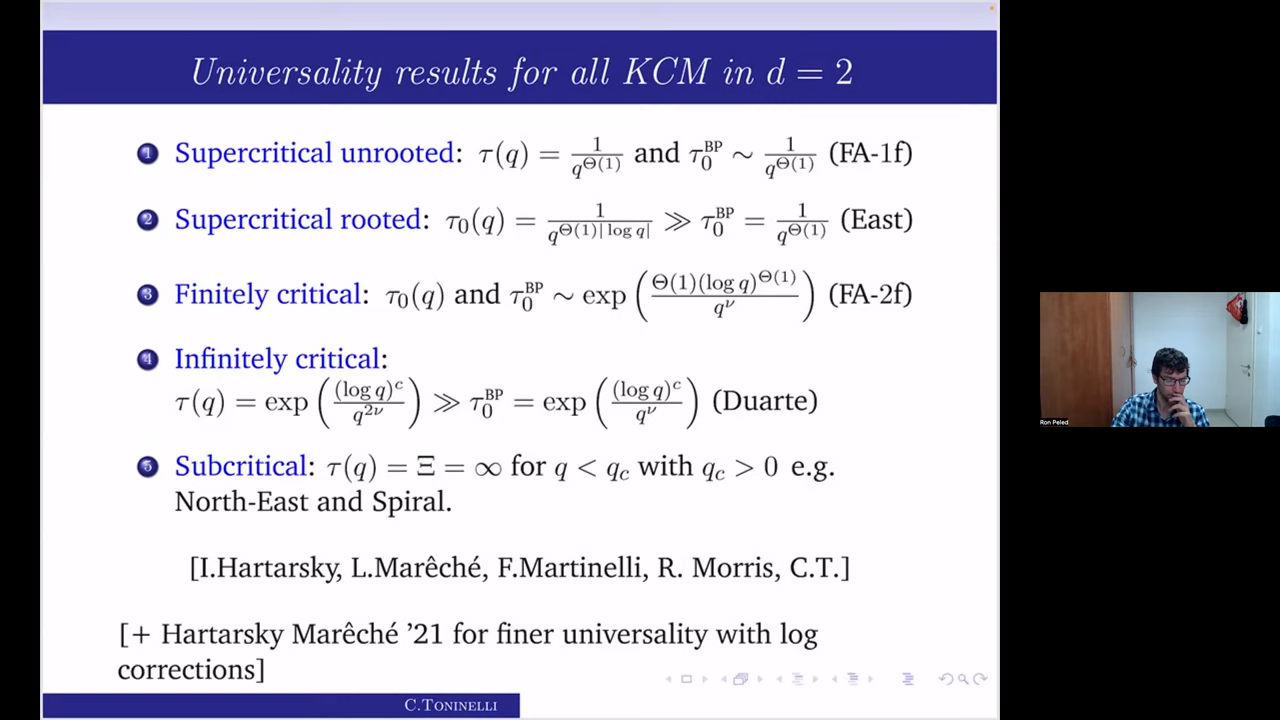 Universality results for all KCM in d = 2
1 Supercritical unrooted: τ(q) = 1/q^{Θ(1)} and τ_0^{BP} ∼ 1/q^{Θ(1)} (FA-1f)
2 Supercritical rooted: τ_0(q) = 1/q^{Θ(1)|log q|} ≫ τ_0^{BP} = 1/q^{Θ(1)} (East)
3 Finitely critical: τ_0(q) and τ_0^{BP} ∼ exp(Θ(1)(log q)^{Θ(1)}/q^ν) (FA-2f)
4 Infinitely critical:
τ(q) = exp((log q)^c/q^{2ν}) ≫ τ_0^{BP} = exp((log q)^c/q^ν) (Duarte)
5 Subcritical: τ(q) = Ξ = ∞ for q < q_c with q_c > 0 e.g.
North-East and Spiral.
[I.Hartarsky, L.Marêché, F.Martinelli, R. Morris, C.T.]
[+ Hartarsky Marêché '21 for finer universality with log
corrections]
C.Toninelli
Ron Peled